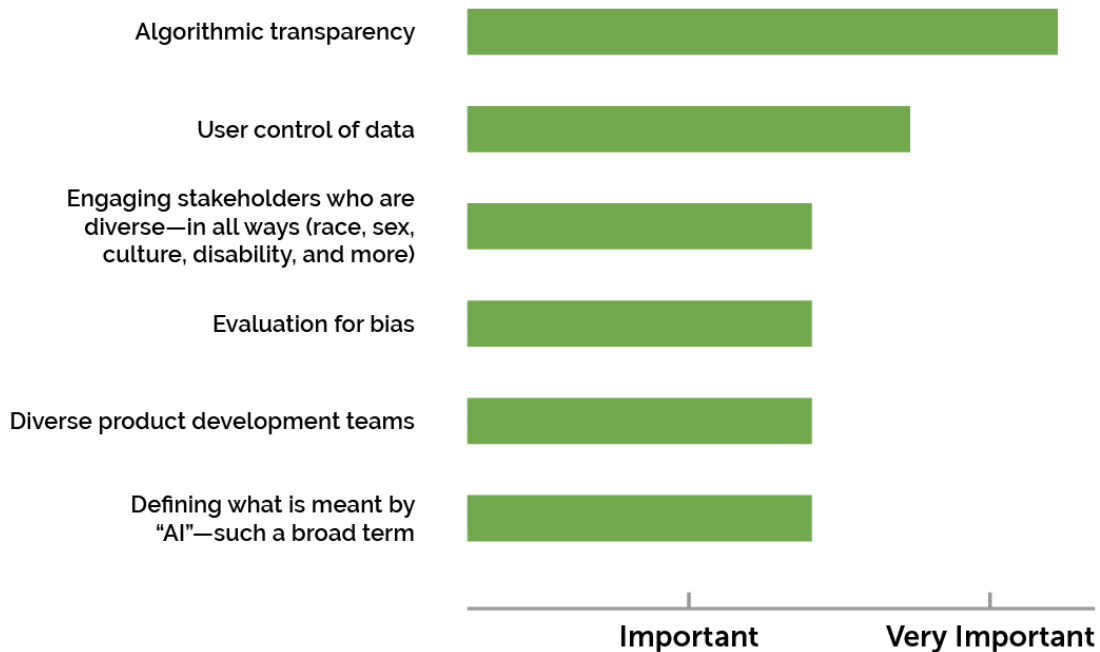 Algorithmic transparency
User control of data
Engaging stakeholders who are
diverse—in all ways (race, sex,
culture, disability, and more)
Evaluation for bias
Diverse product development teams
Defining what is meant by
“AI”—such a broad term
Important
Very Important